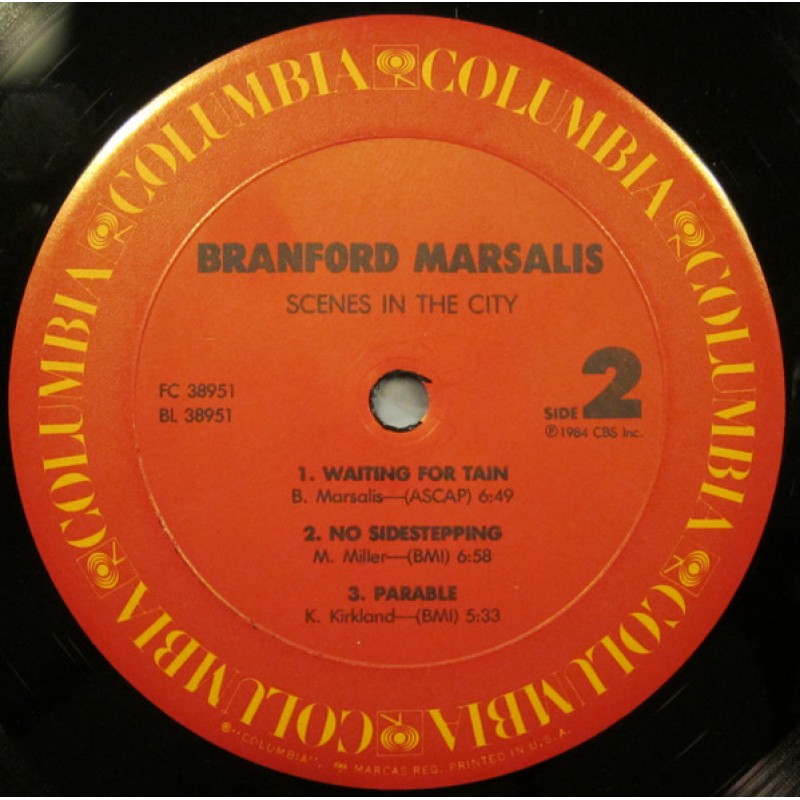 COLUMBIA COLUMBIA COLUMBIA COLUMBIA COLUMBIA COLUMBIA
BRANFORD MARSALIS
SCENES IN THE CITY
FC 38951
BL 38951
SIDE 2
Ⓟ1984 CBS Inc.
1. WAITING FOR TAIN
B. Marsalis—(ASCAP) 6:49
2. NO SIDESTEPPING
M. Miller—(BMI) 6:58
3. PARABLE
K. Kirkland—(BMI) 5:33
®"COLUMBIA", MARCAS REG. PRINTED IN U.S.A.